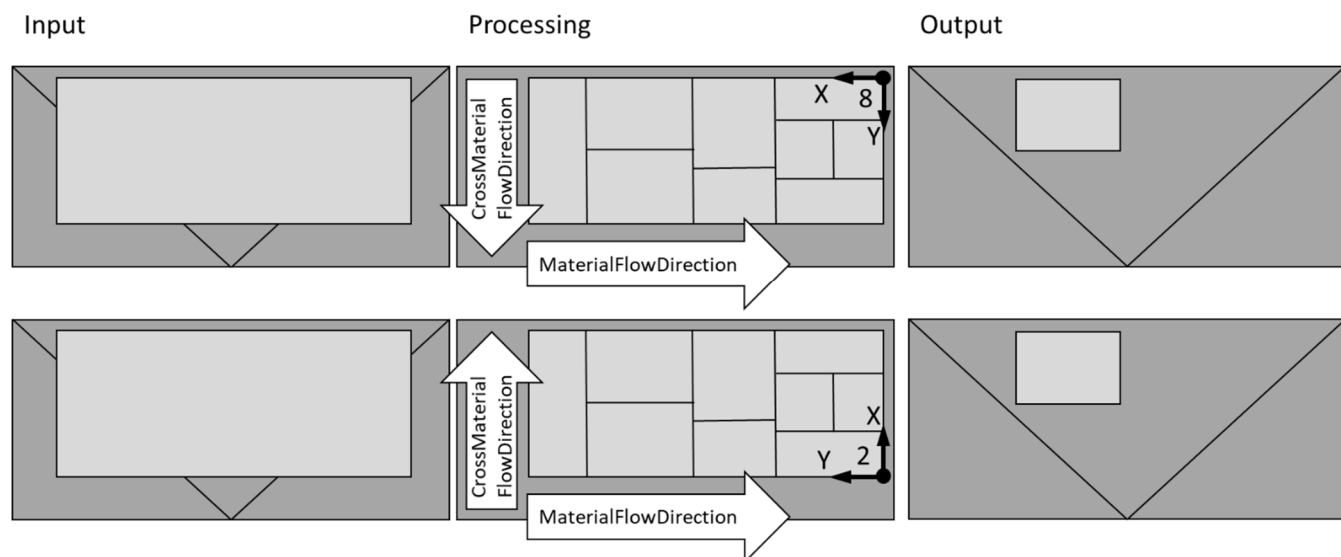 Input
Processing
Output
CrossMaterial
FlowDirection
X
8
Y
MaterialFlowDirection
CrossMaterial
FlowDirection
X
Y
2
MaterialFlowDirection